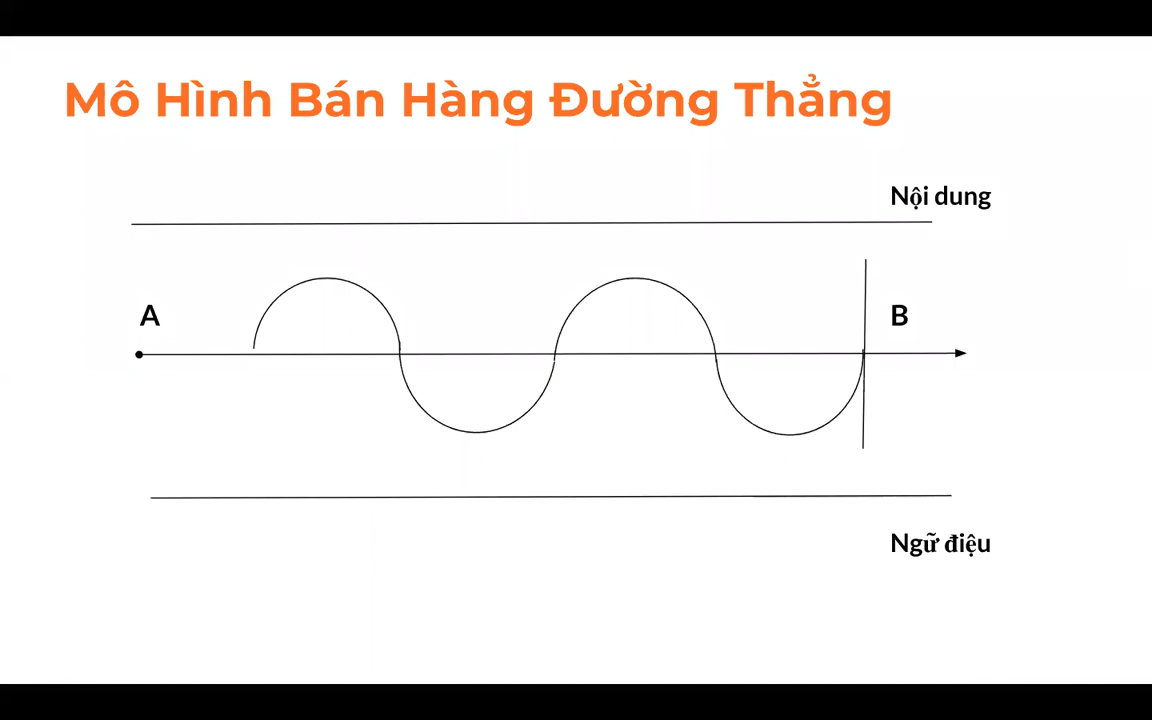 Mô Hình Bán Hàng Đường Thẳng
Nội dung
A
B
Ngữ điệu